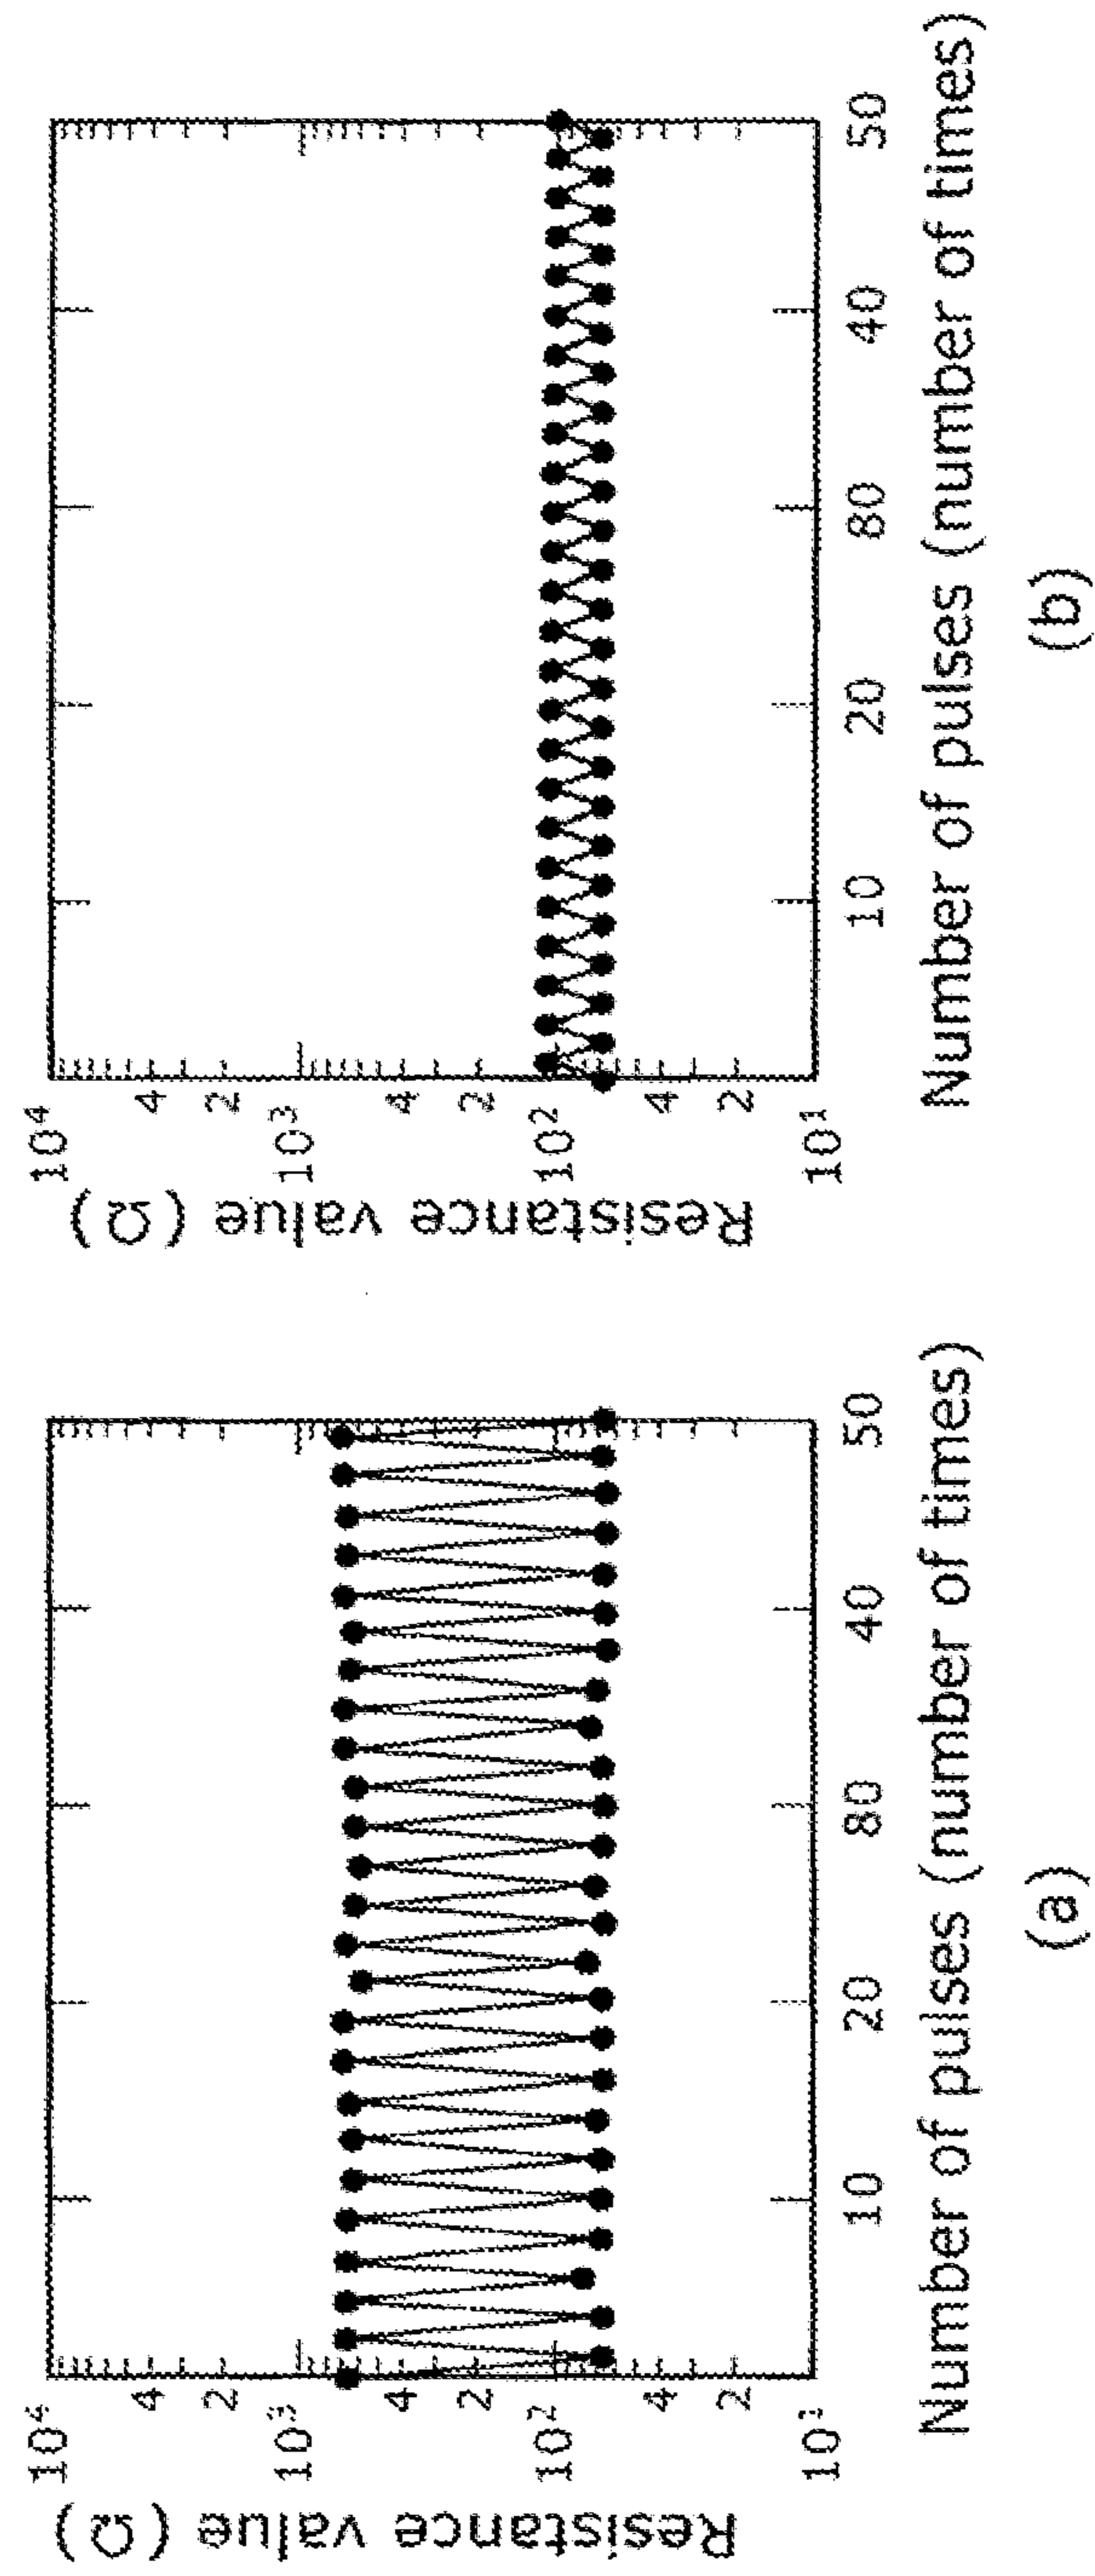 Resistance value (Ω)
10⁴
4
2
10³
4
2
10²
4
2
10¹
10 20 80 40 50
Number of pulses (number of times)
(a)
Resistance value (Ω)
10⁴
4
2
10³
4
2
10²
4
2
10¹
10 20 80 40 50
Number of pulses (number of times)
(b)